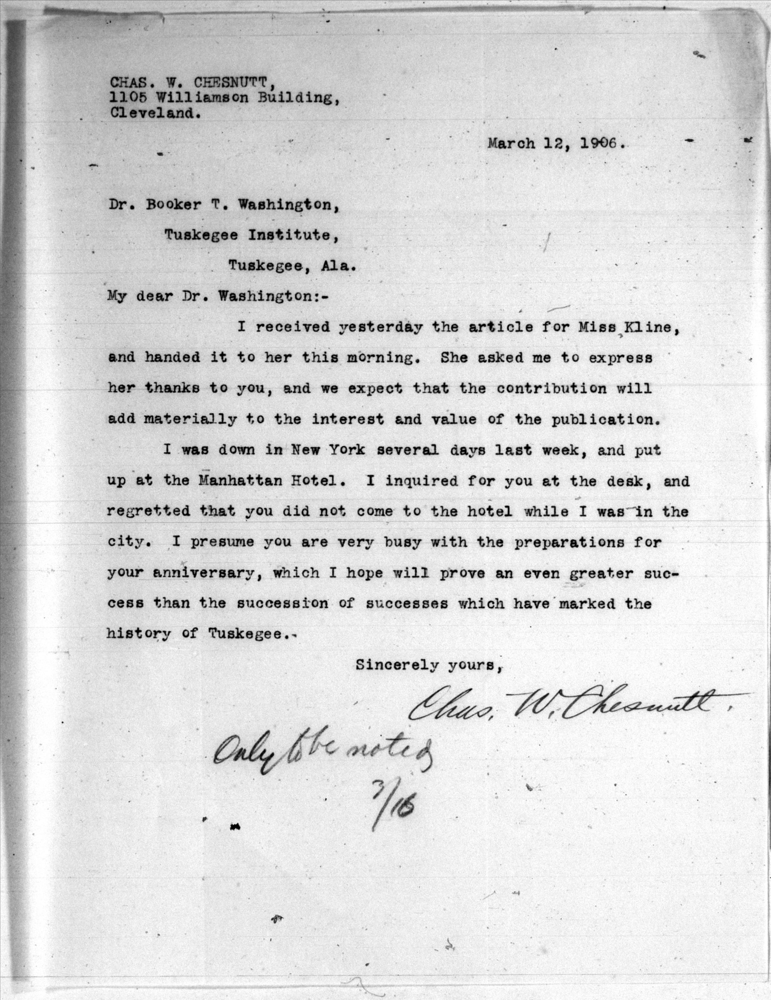 CHAS. W. CHESNUTT,
1105 Williamson Building,
Cleveland.
March 12, 1906.
Dr. Booker T. Washington,
Tuskegee Institute,
Tuskegee, Ala.
My dear Dr. Washington:-
I received yesterday the article for Miss Kline,
and handed it to her this morning. She asked me to express
her thanks to you, and we expect that the contribution will
add materially to the interest and value of the publication.
I was down in New York several days last week, and put
up at the Manhattan Hotel. I inquired for you at the desk, and
regretted that you did not come to the hotel while I was in the
city. I presume you are very busy with the preparations for
your anniversary, which I hope will prove an even greater suc-
cess than the succession of successes which have marked the
history of Tuskegee.
Sincerely yours,
Chas. W. Chesnutt.
Only to be noted
3/16